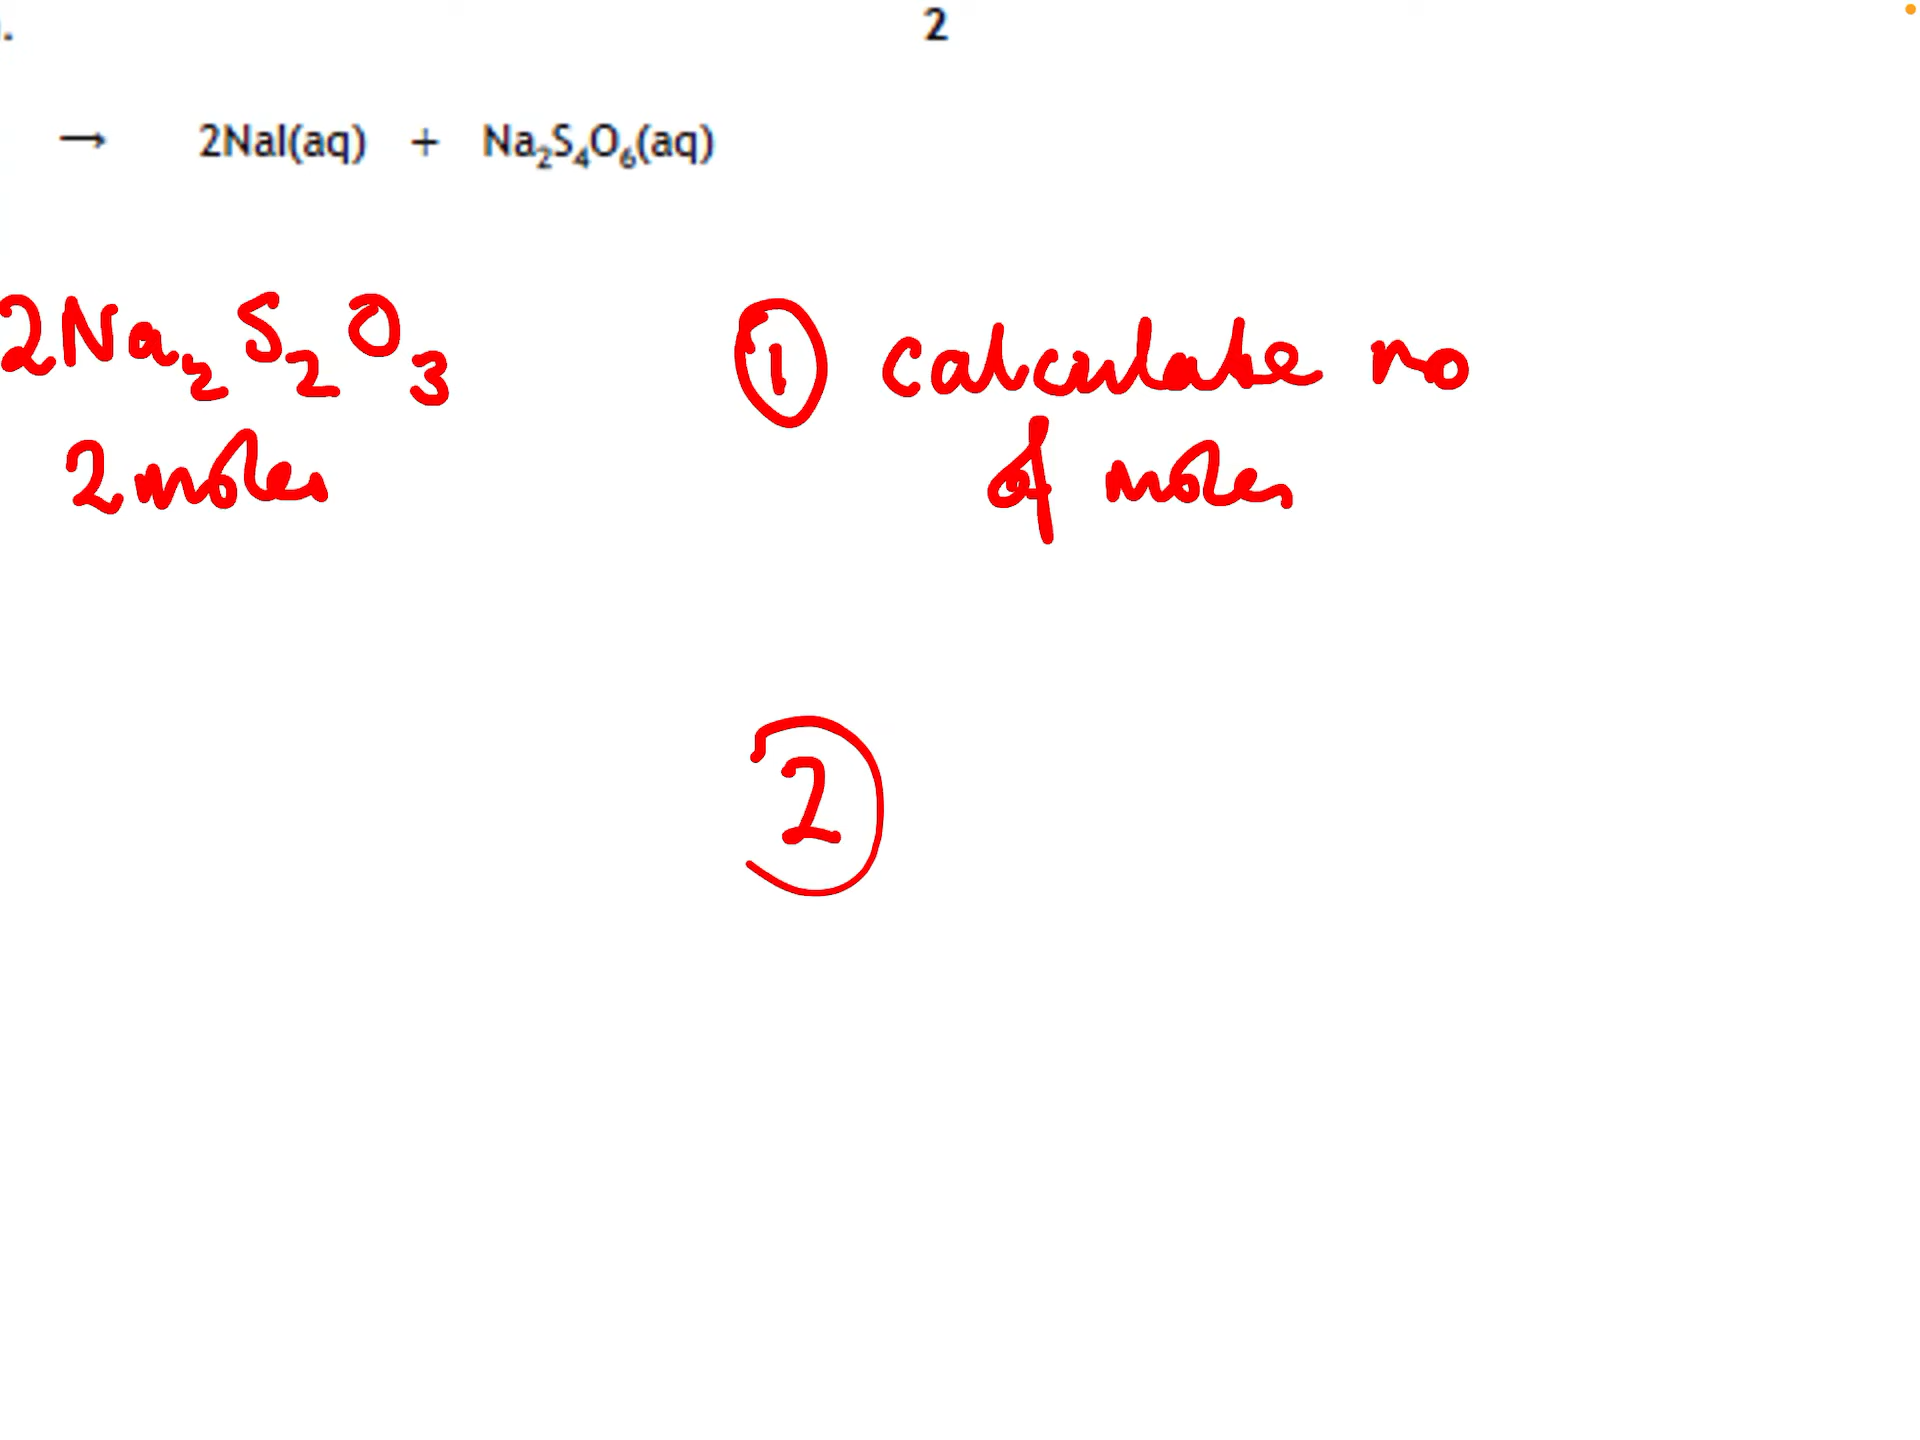 . 2
→ 2NaI(aq) + Na₂S₄O₆(aq)
2Na₂S₂O₃ ① calculate no
2 moles of moles
②